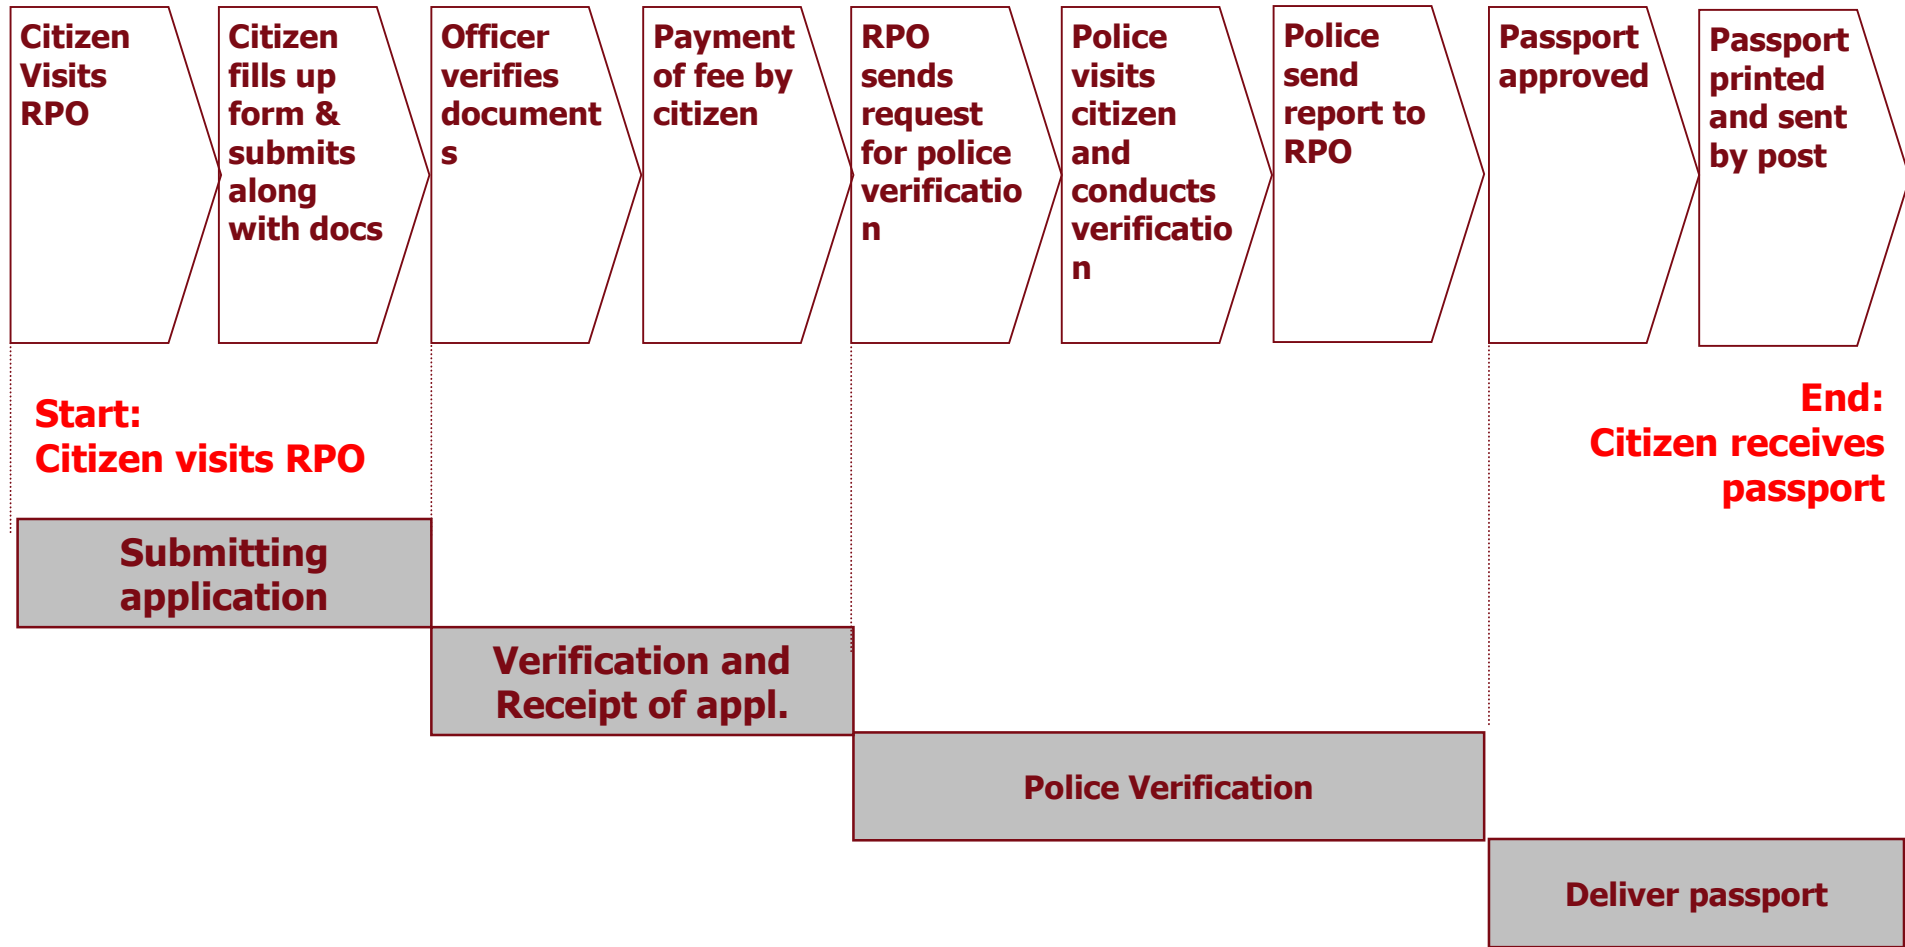 Citizen
Visits
RPO
Citizen
fills up
form &
submits
along
with docs
Officer
verifies
document
s
Payment
of fee by
citizen
RPO
sends
request
for police
verificatio
n
Police
visits
citizen
and
conducts
verificatio
n
Police
send
report to
RPO
Passport
approved
Passport
printed
and sent
by post
Start:
Citizen visits RPO
End:
Citizen receives
passport
Submitting
application
Verification and
Receipt of appl.
Police Verification
Deliver passport